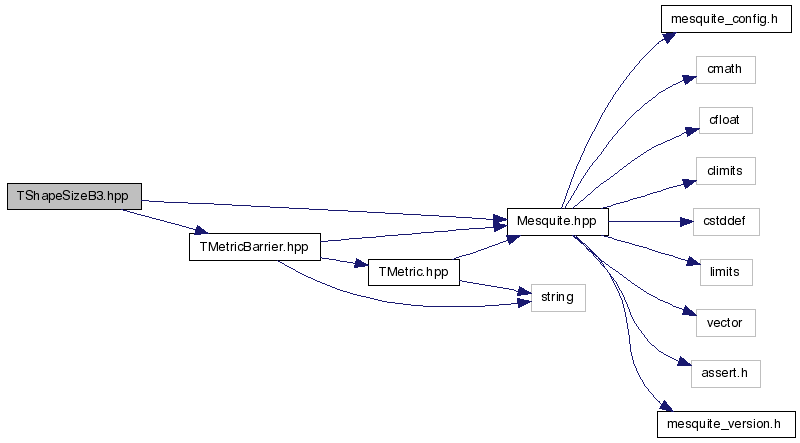 mesquite_config.h
cmath
cfloat
climits
TShapeSizeB3.hpp
Mesquite.hpp
cstddef
TMetricBarrier.hpp
TMetric.hpp
limits
string
vector
assert.h
mesquite_version.h